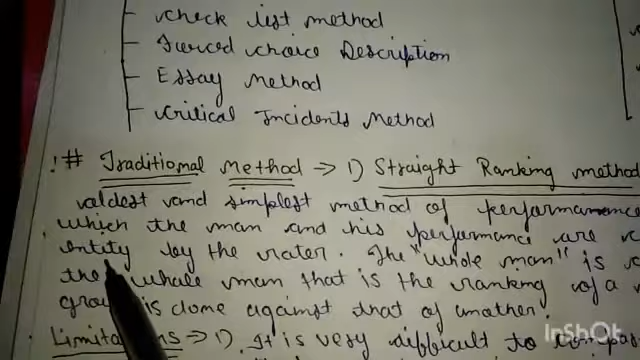 check list method
Forced choice Description
Essay Method
Critical Incidents Method
! # Traditional Method → 1) Straight Ranking method
oldest and simplest method of performance
which the man and his performance are
entity by the rater. The "whole man" is
the whole man that is the ranking of a
is done against that of another.
Limitations ⇒ 1) It is very difficult to compa
InShOt